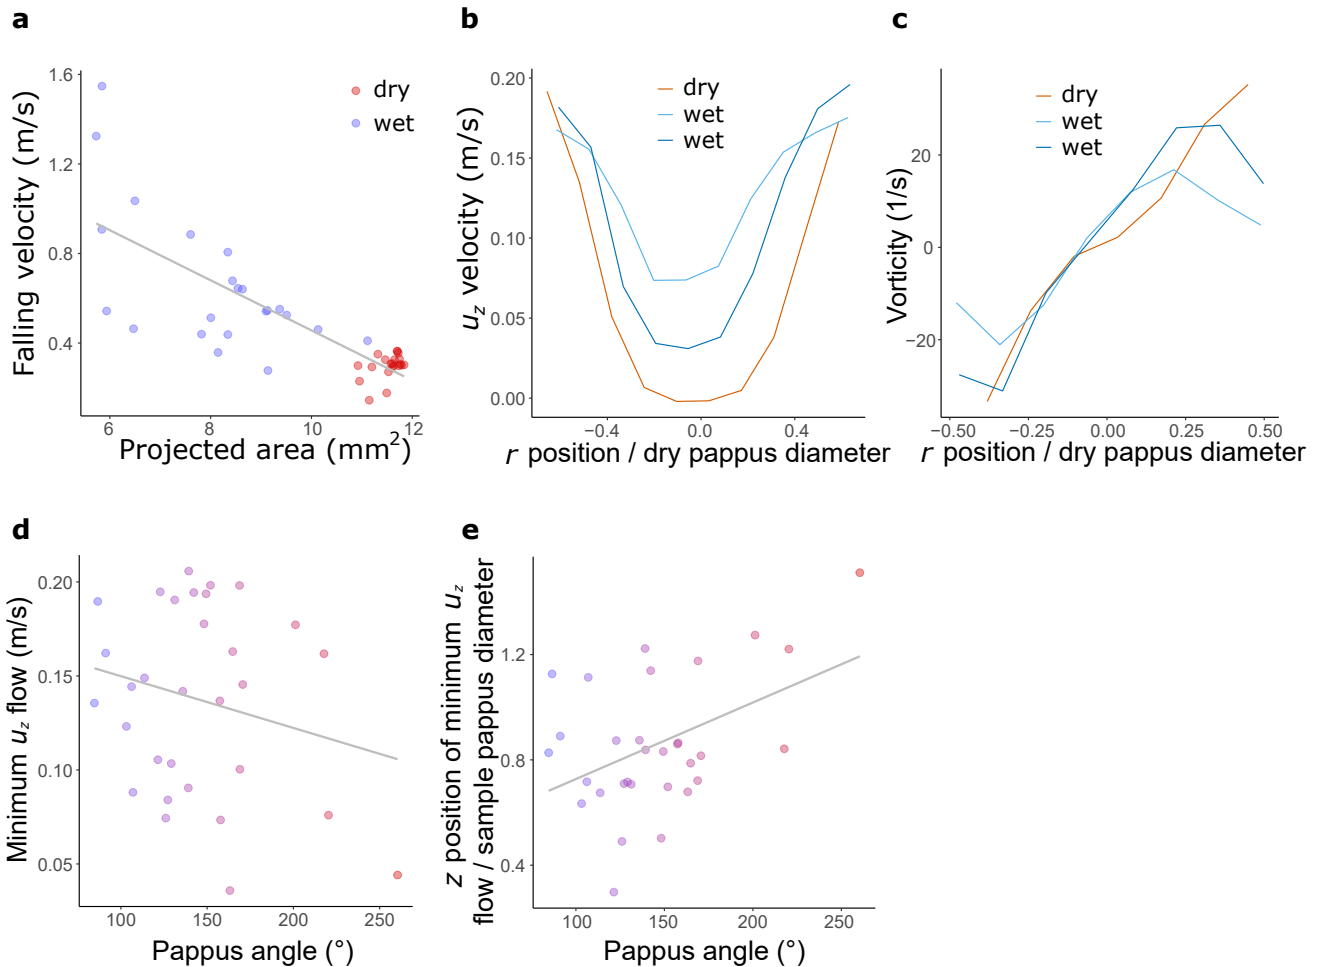 a
Falling velocity (m/s)
1.6
1.2
0.8
0.4
dry
wet
6
8
10
12
Projected area (mm²)
b
u_z velocity (m/s)
0.20
0.15
0.10
0.05
0.00
dry
wet
wet
−0.4
0.0
0.4
r position / dry pappus diameter
c
Vorticity (1/s)
20
0
−20
dry
wet
wet
−0.50
−0.25
0.00
0.25
0.50
r position / dry pappus diameter
d
Minimum u_z flow (m/s)
0.20
0.15
0.10
0.05
100
150
200
250
Pappus angle (°)
e
z position of minimum u_z
flow / sample pappus diameter
1.2
0.8
0.4
100
150
200
250
Pappus angle (°)